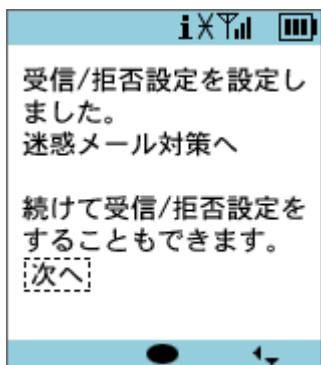 受信/拒否設定を設定し
ました。
迷惑メール対策へ
続けて受信/拒否設定を
することもできます。
次へ